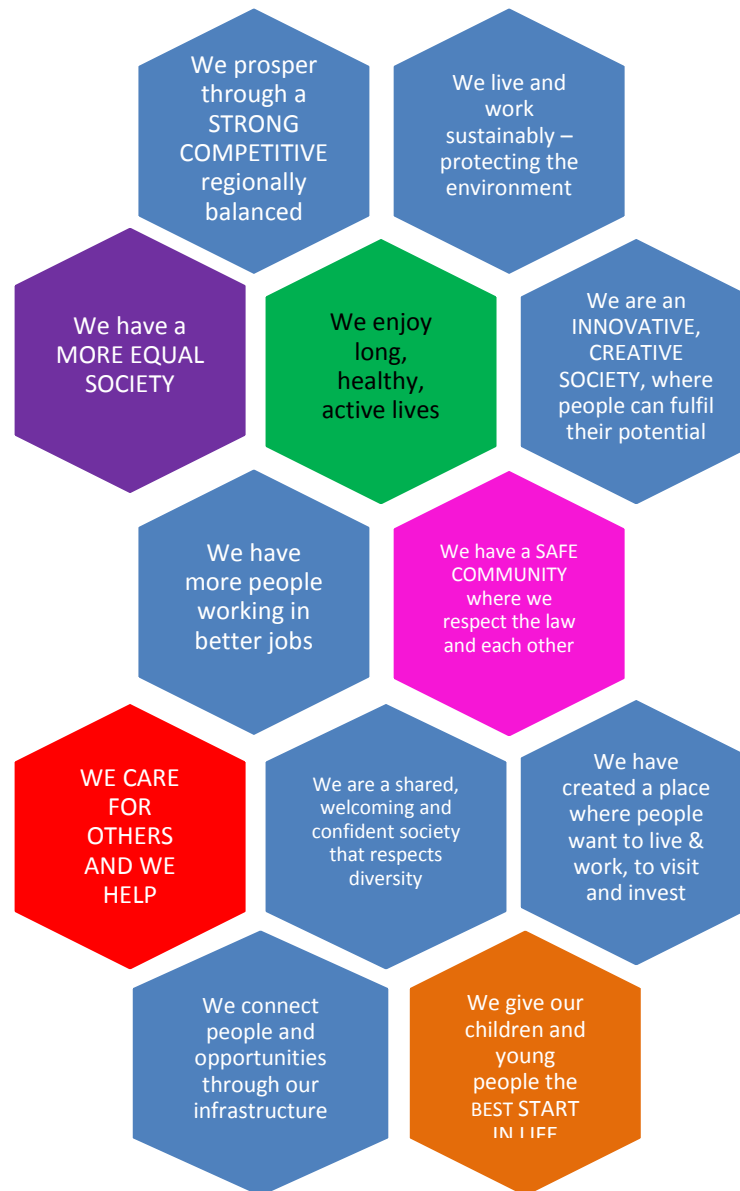 We prosper
through a
STRONG
COMPETITIVE
regionally
balanced
We live and
work
sustainably –
protecting the
environment
We have a
MORE EQUAL
SOCIETY
We enjoy
long,
healthy,
active lives
We are an
INNOVATIVE,
CREATIVE
SOCIETY, where
people can fulfil
their potential
We have
more people
working in
better jobs
We have a SAFE
COMMUNITY
where we
respect the law
and each other
WE CARE
FOR
OTHERS
AND WE
HELP
We are a shared,
welcoming and
confident society
that respects
diversity
We have
created a place
where people
want to live &
work, to visit
and invest
We connect
people and
opportunities
through our
infrastructure
We give our
children and
young
people the
BEST START
IN LIFE